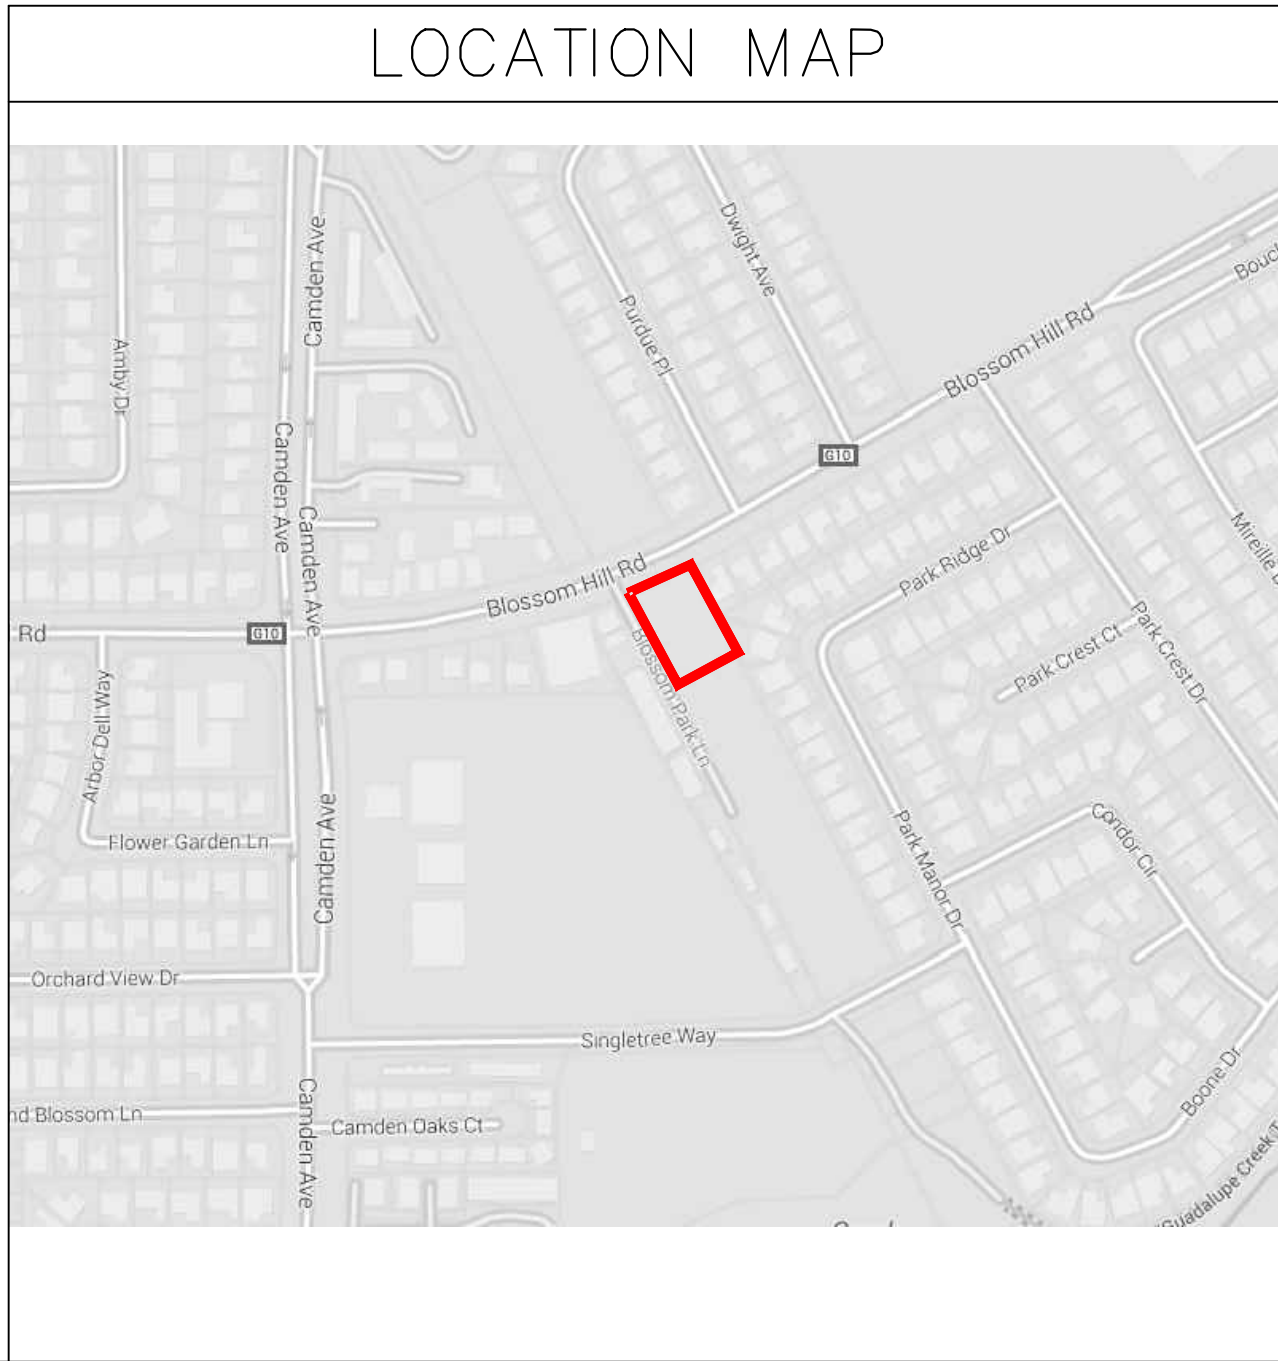 LOCATION MAP
Camden Ave
Dwight Ave
Purdue Pl
Blossom Hill Rd
Amby Dr
Camden Ave
G10
Camden Ave
Park Ridge Dr
Mireille
Blossom Hill Rd
Rd
G10
Blossom Park Ln
Park Crest Ct
Park Crest Dr
Arbor Dell Way
Camden Ave
Flower Garden Ln
Park Manor Dr
Condor Cir
Orchard View Dr
Singletree Way
Boone Dr
Blossom Ln
Camden Ave
Camden Oaks Ct
Guadalupe Creek